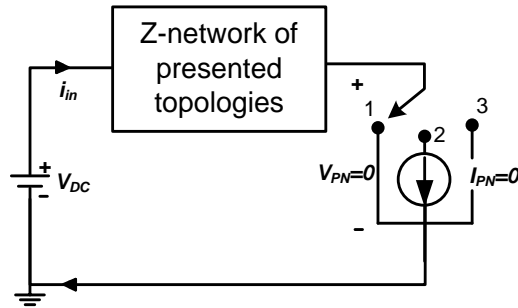 Z-network of
presented
topologies
i_in
+
1
3
2
V_PN=0
I_PN=0
+
-
V_DC
-